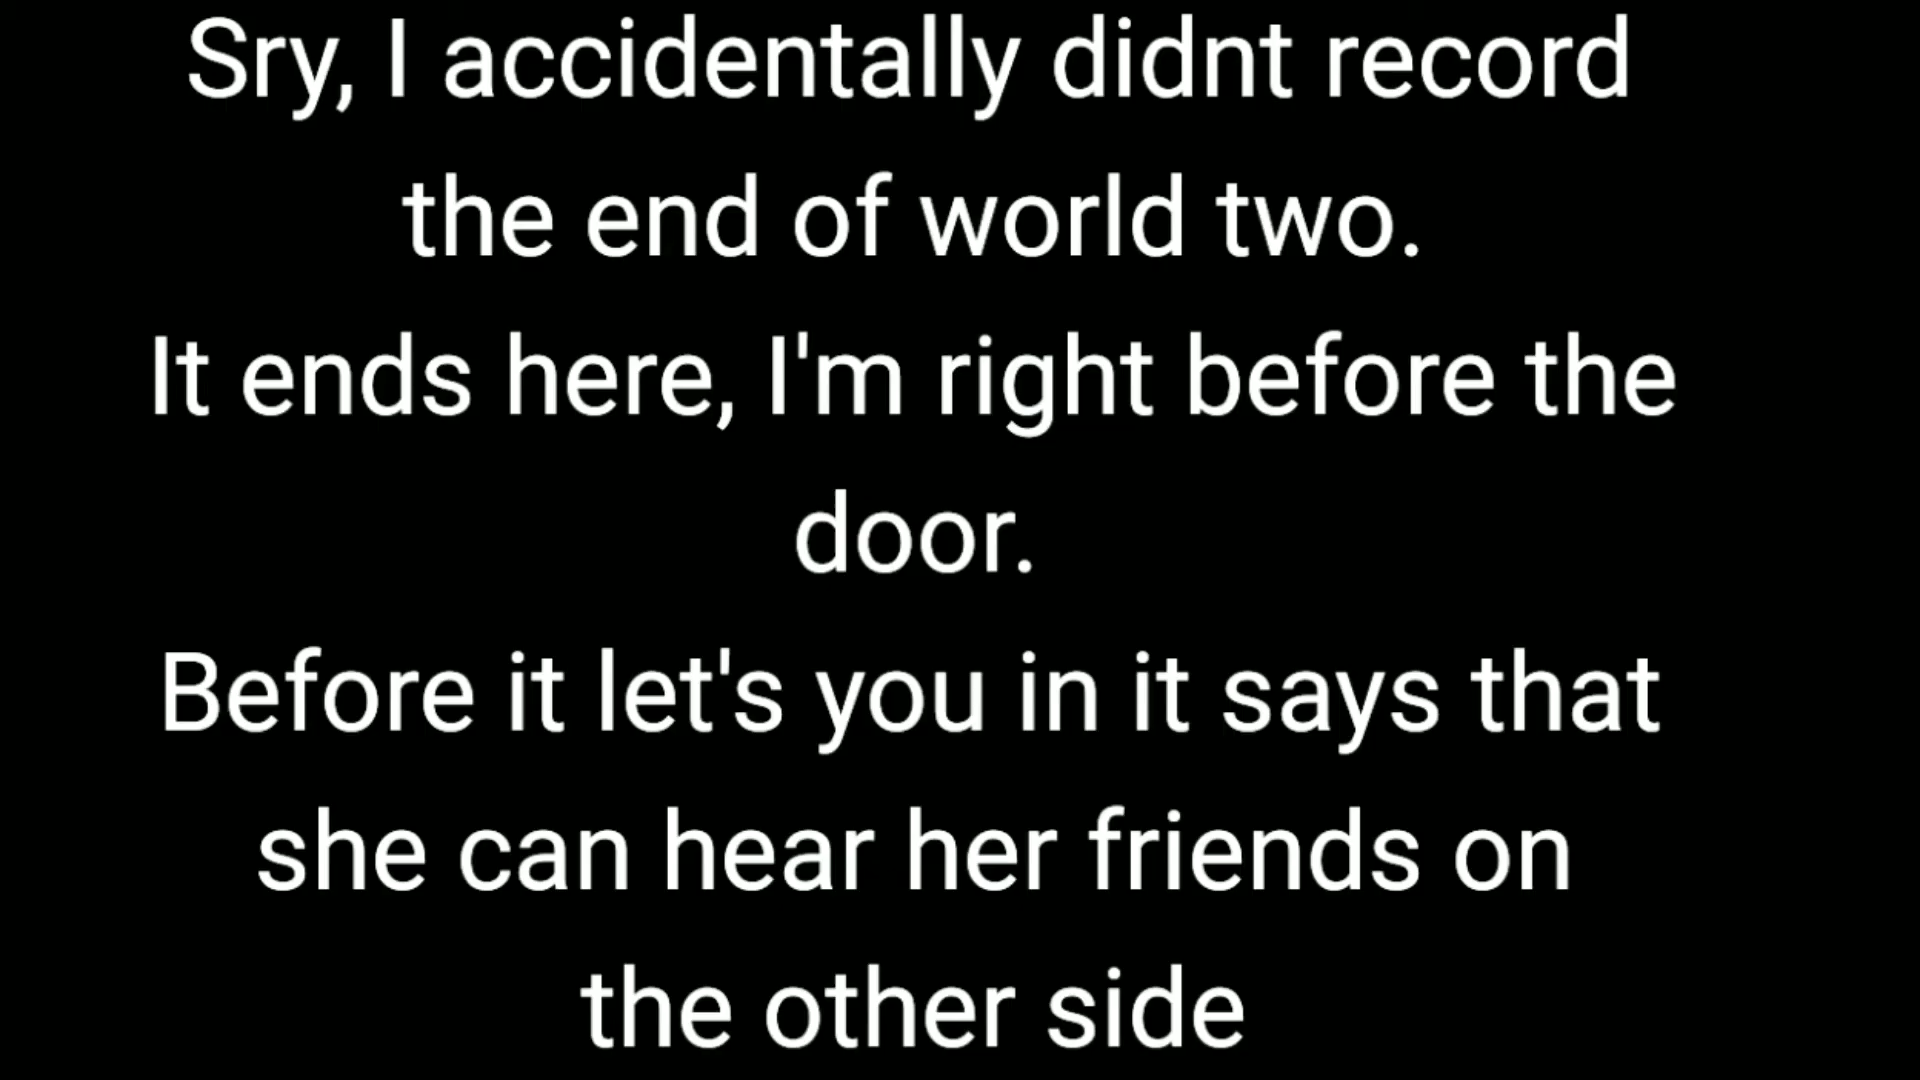 Sry, I accidentally didnt record
the end of world two.
It ends here, I'm right before the
door.
Before it let's you in it says that
she can hear her friends on
the other side